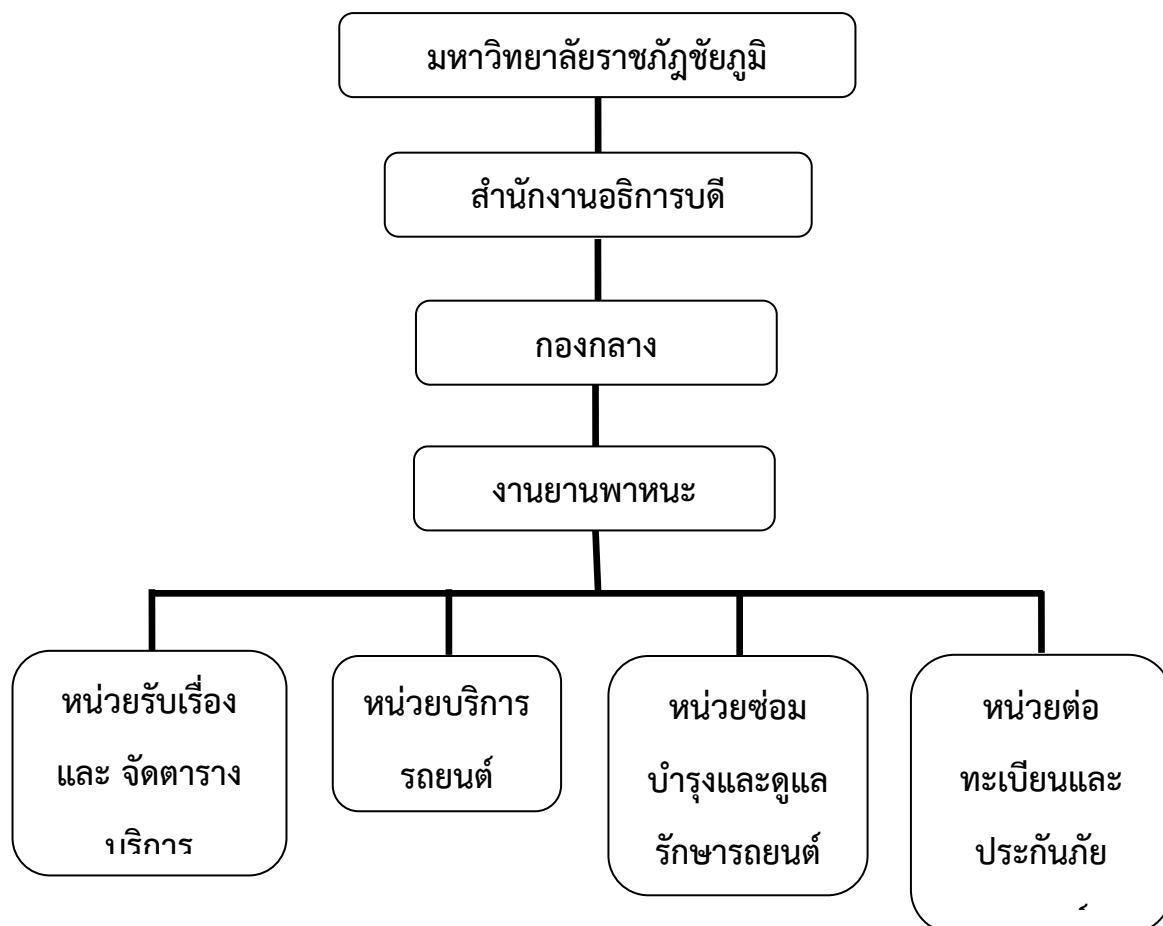 มหาวิทยาลัยราชภัฏชัยภูมิ
สำนักงานอธิการบดี
กองกลาง
งานยานพาหนะ
หน่วยรับเรื่อง
และ จัดตาราง
บริการ
หน่วยบริการ
รถยนต์
หน่วยซ่อม
บำรุงและดูแล
รักษารถยนต์
หน่วยต่อ
ทะเบียนและ
ประกันภัย